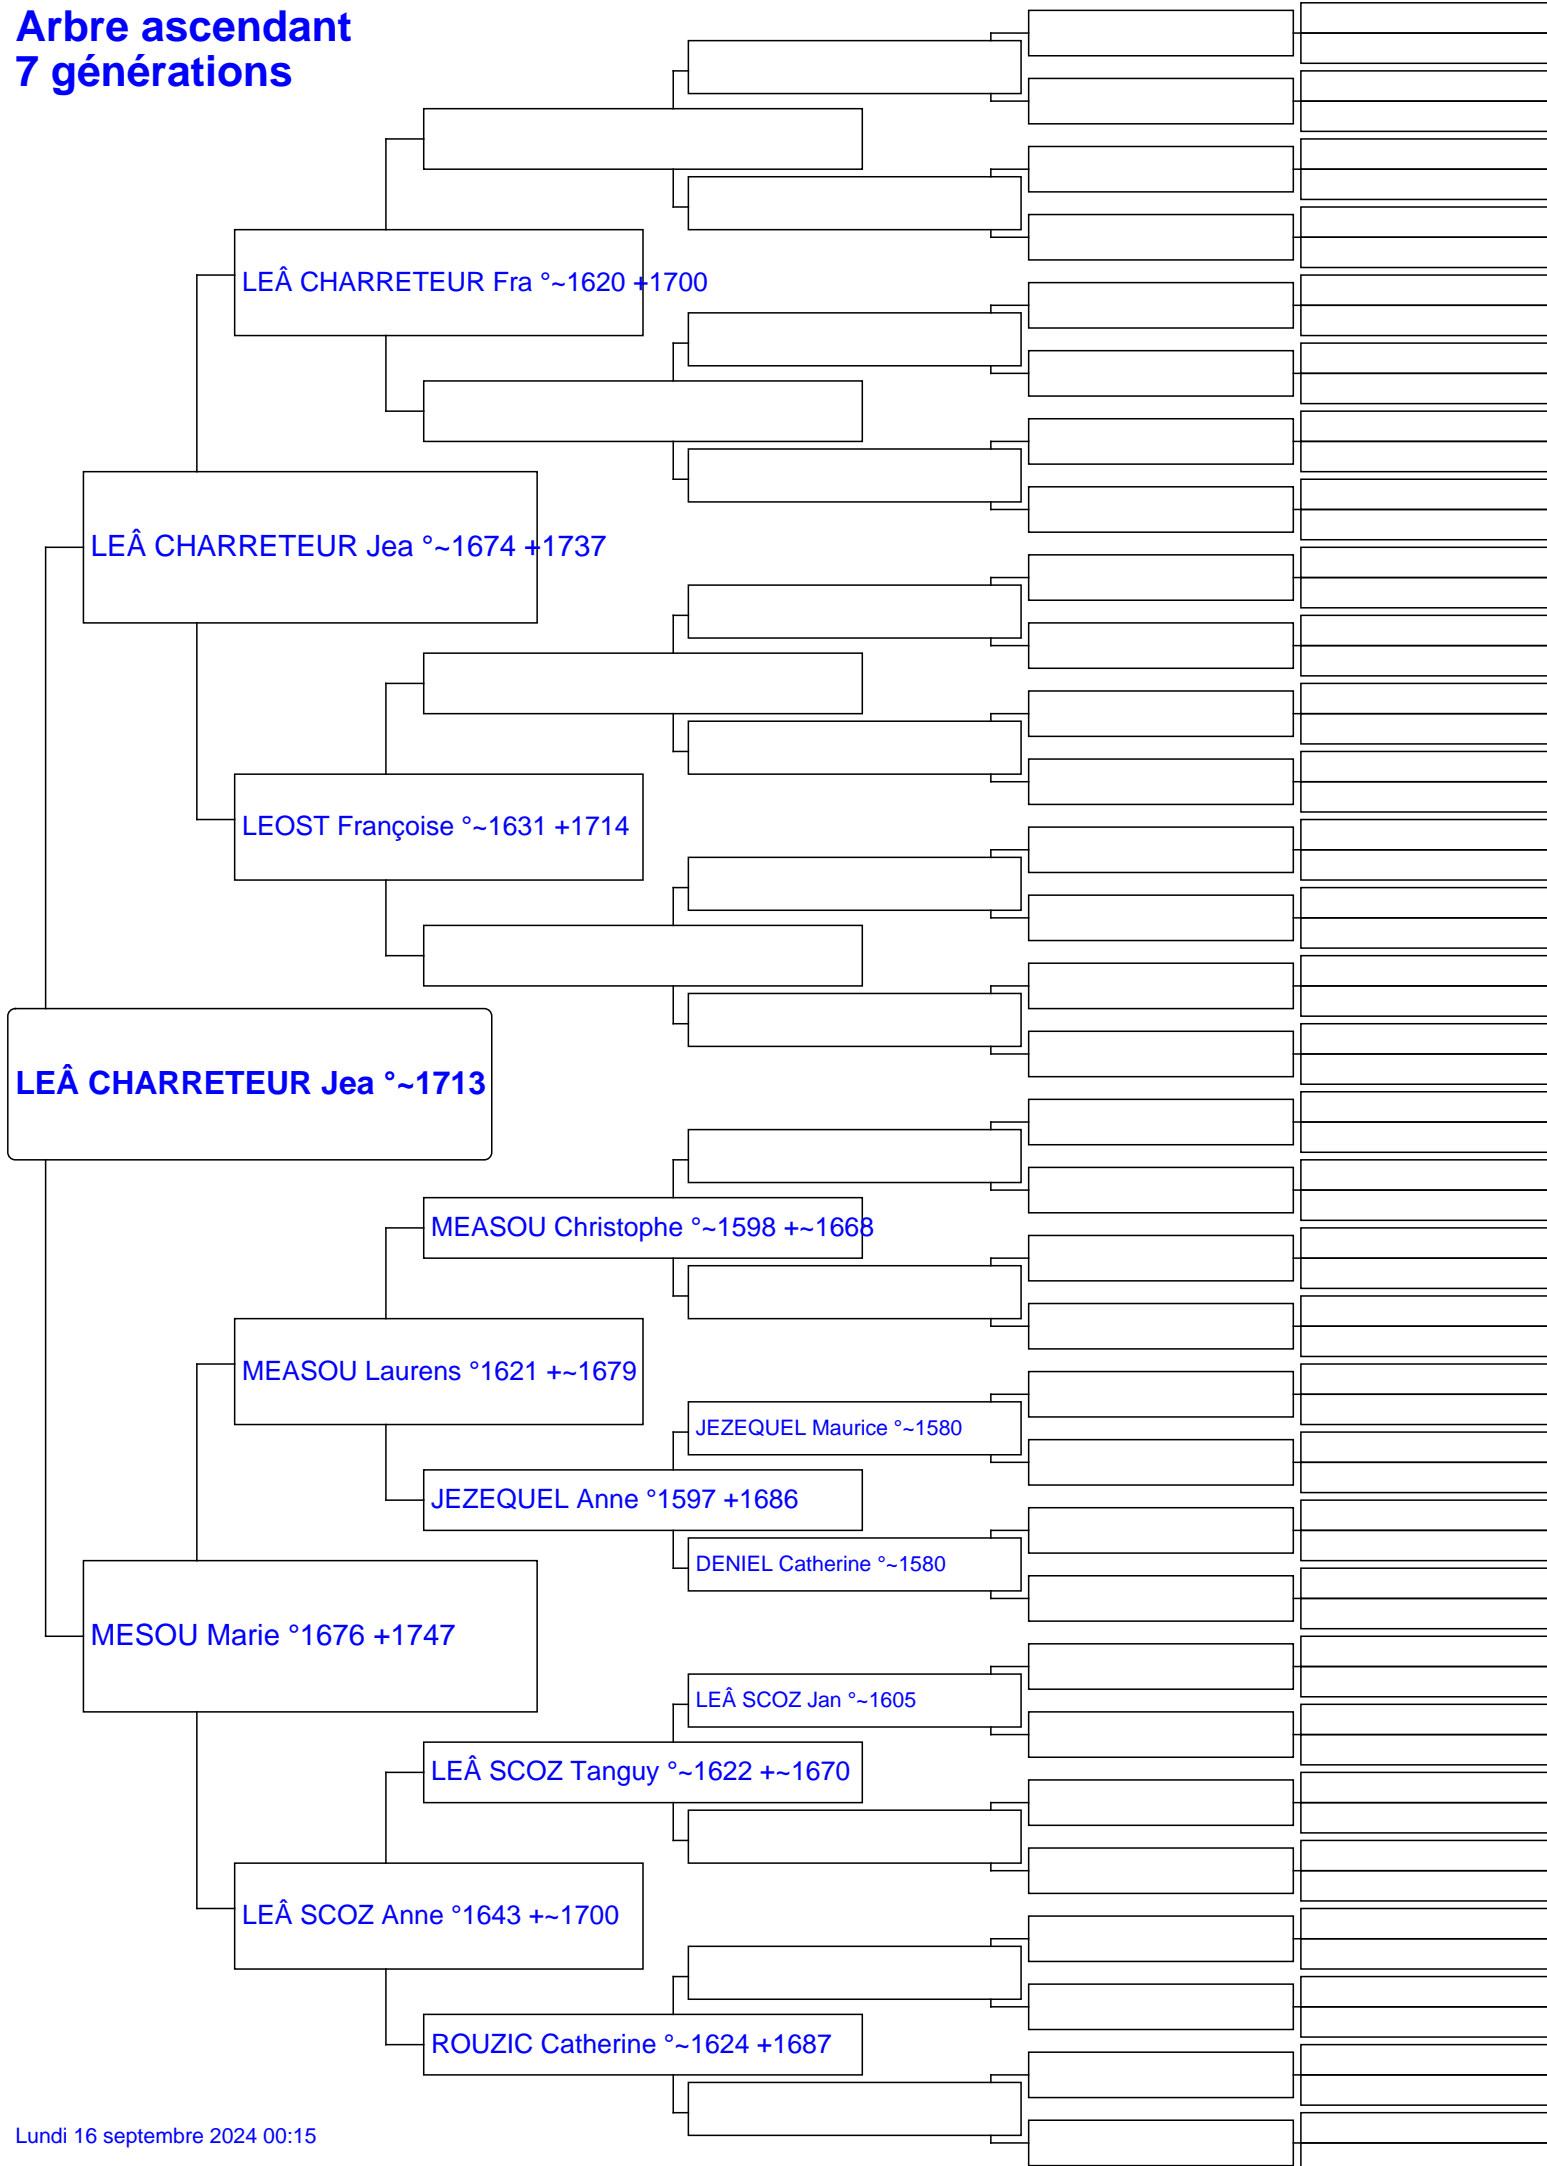 Arbre ascendant
7 générations
LEÂ CHARRETEUR Fra °~1620 +1700
LEÂ CHARRETEUR Jea °~1674 +1737
LEOST Françoise °~1631 +1714
LEÂ CHARRETEUR Jea °~1713
MEASOU Christophe °~1598 +~1668
MEASOU Laurens °1621 +~1679
JEZEQUEL Maurice °~1580
JEZEQUEL Anne °1597 +1686
DENIEL Catherine °~1580
MESOU Marie °1676 +1747
LEÂ SCOZ Jan °~1605
LEÂ SCOZ Tanguy °~1622 +~1670
LEÂ SCOZ Anne °1643 +~1700
ROUZIC Catherine °~1624 +1687
Lundi 16 septembre 2024 00:15